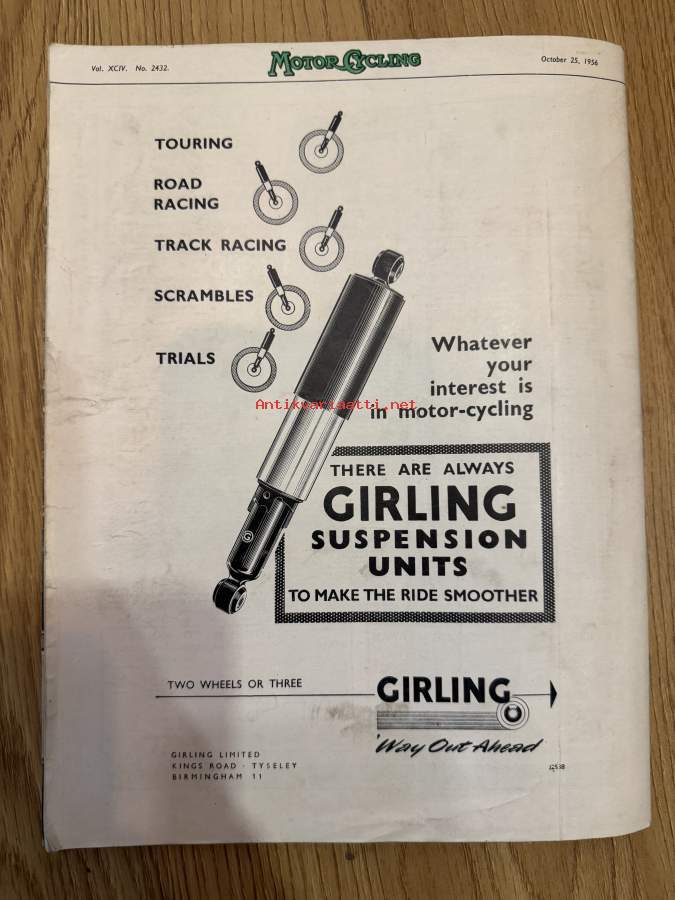 Vol. XCIV. No. 2432.
MOTOR CYCLING
October 25, 1956
TOURING
ROAD
RACING
TRACK RACING
SCRAMBLES
TRIALS
Whatever
your
interest is
in motor-cycling
Antikvariaatti.net
THERE ARE ALWAYS
GIRLING
SUSPENSION
UNITS
TO MAKE THE RIDE SMOOTHER
G
TWO WHEELS OR THREE
GIRLING
'Way Out Ahead
GIRLING LIMITED
KINGS ROAD · TYSELEY
BIRMINGHAM 11